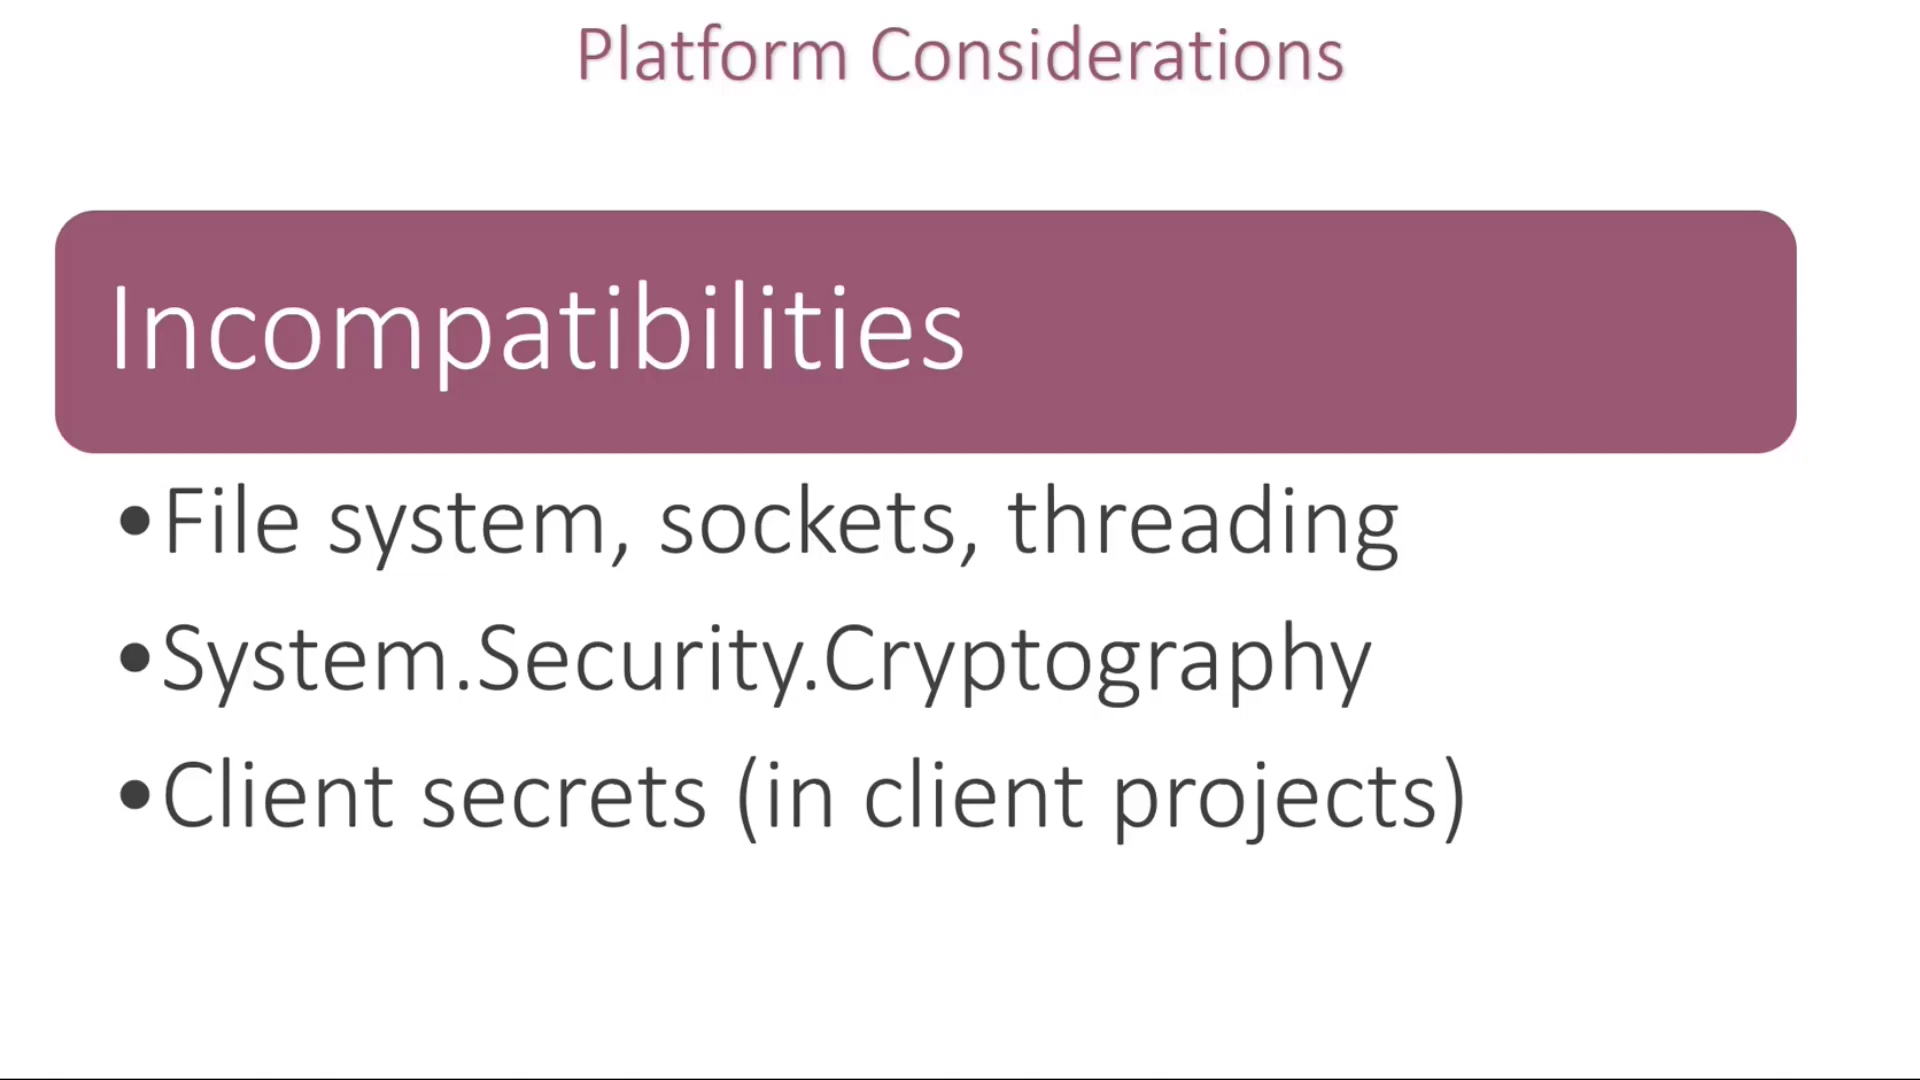 Platform Considerations
Incompatibilities
•File system, sockets, threading
•System.Security.Cryptography
•Client secrets (in client projects)